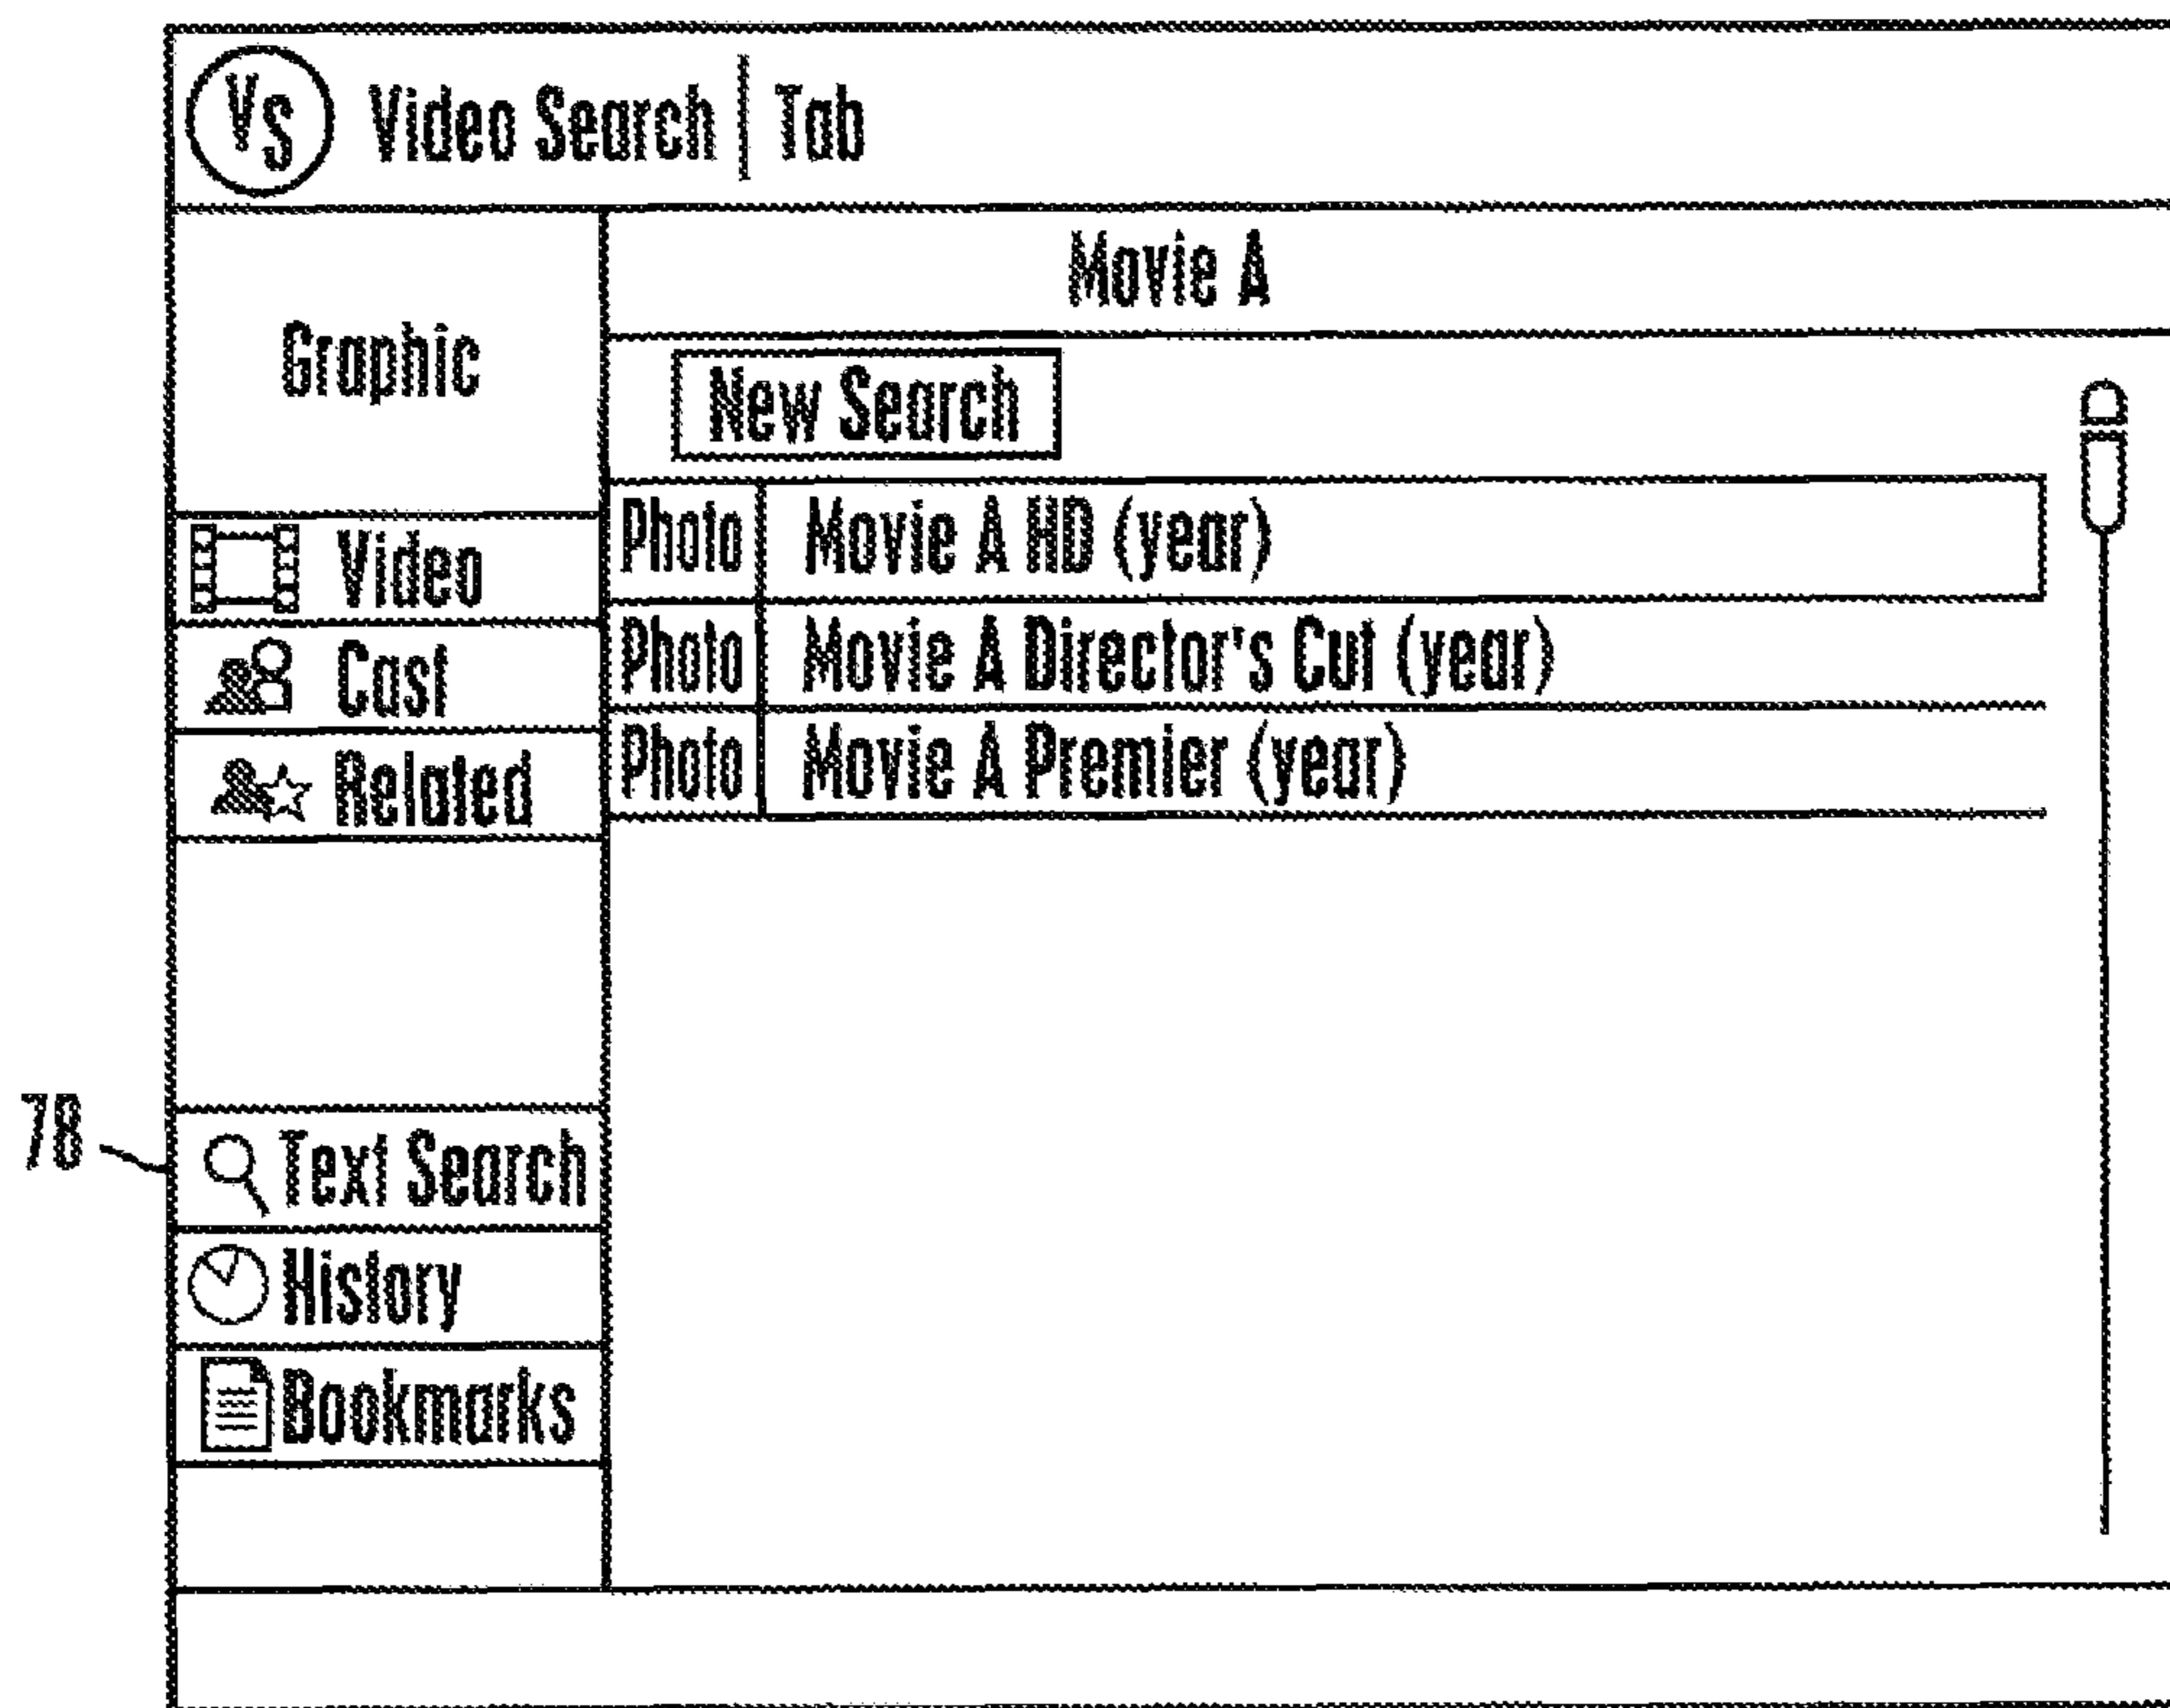 VS Video Search | Tab
Graphic
Movie A
New Search
Video
Cast
Related
Photo Movie A HD (year)
Photo Movie A Director's Cut (year)
Photo Movie A Premier (year)
78
Text Search
History
Bookmarks